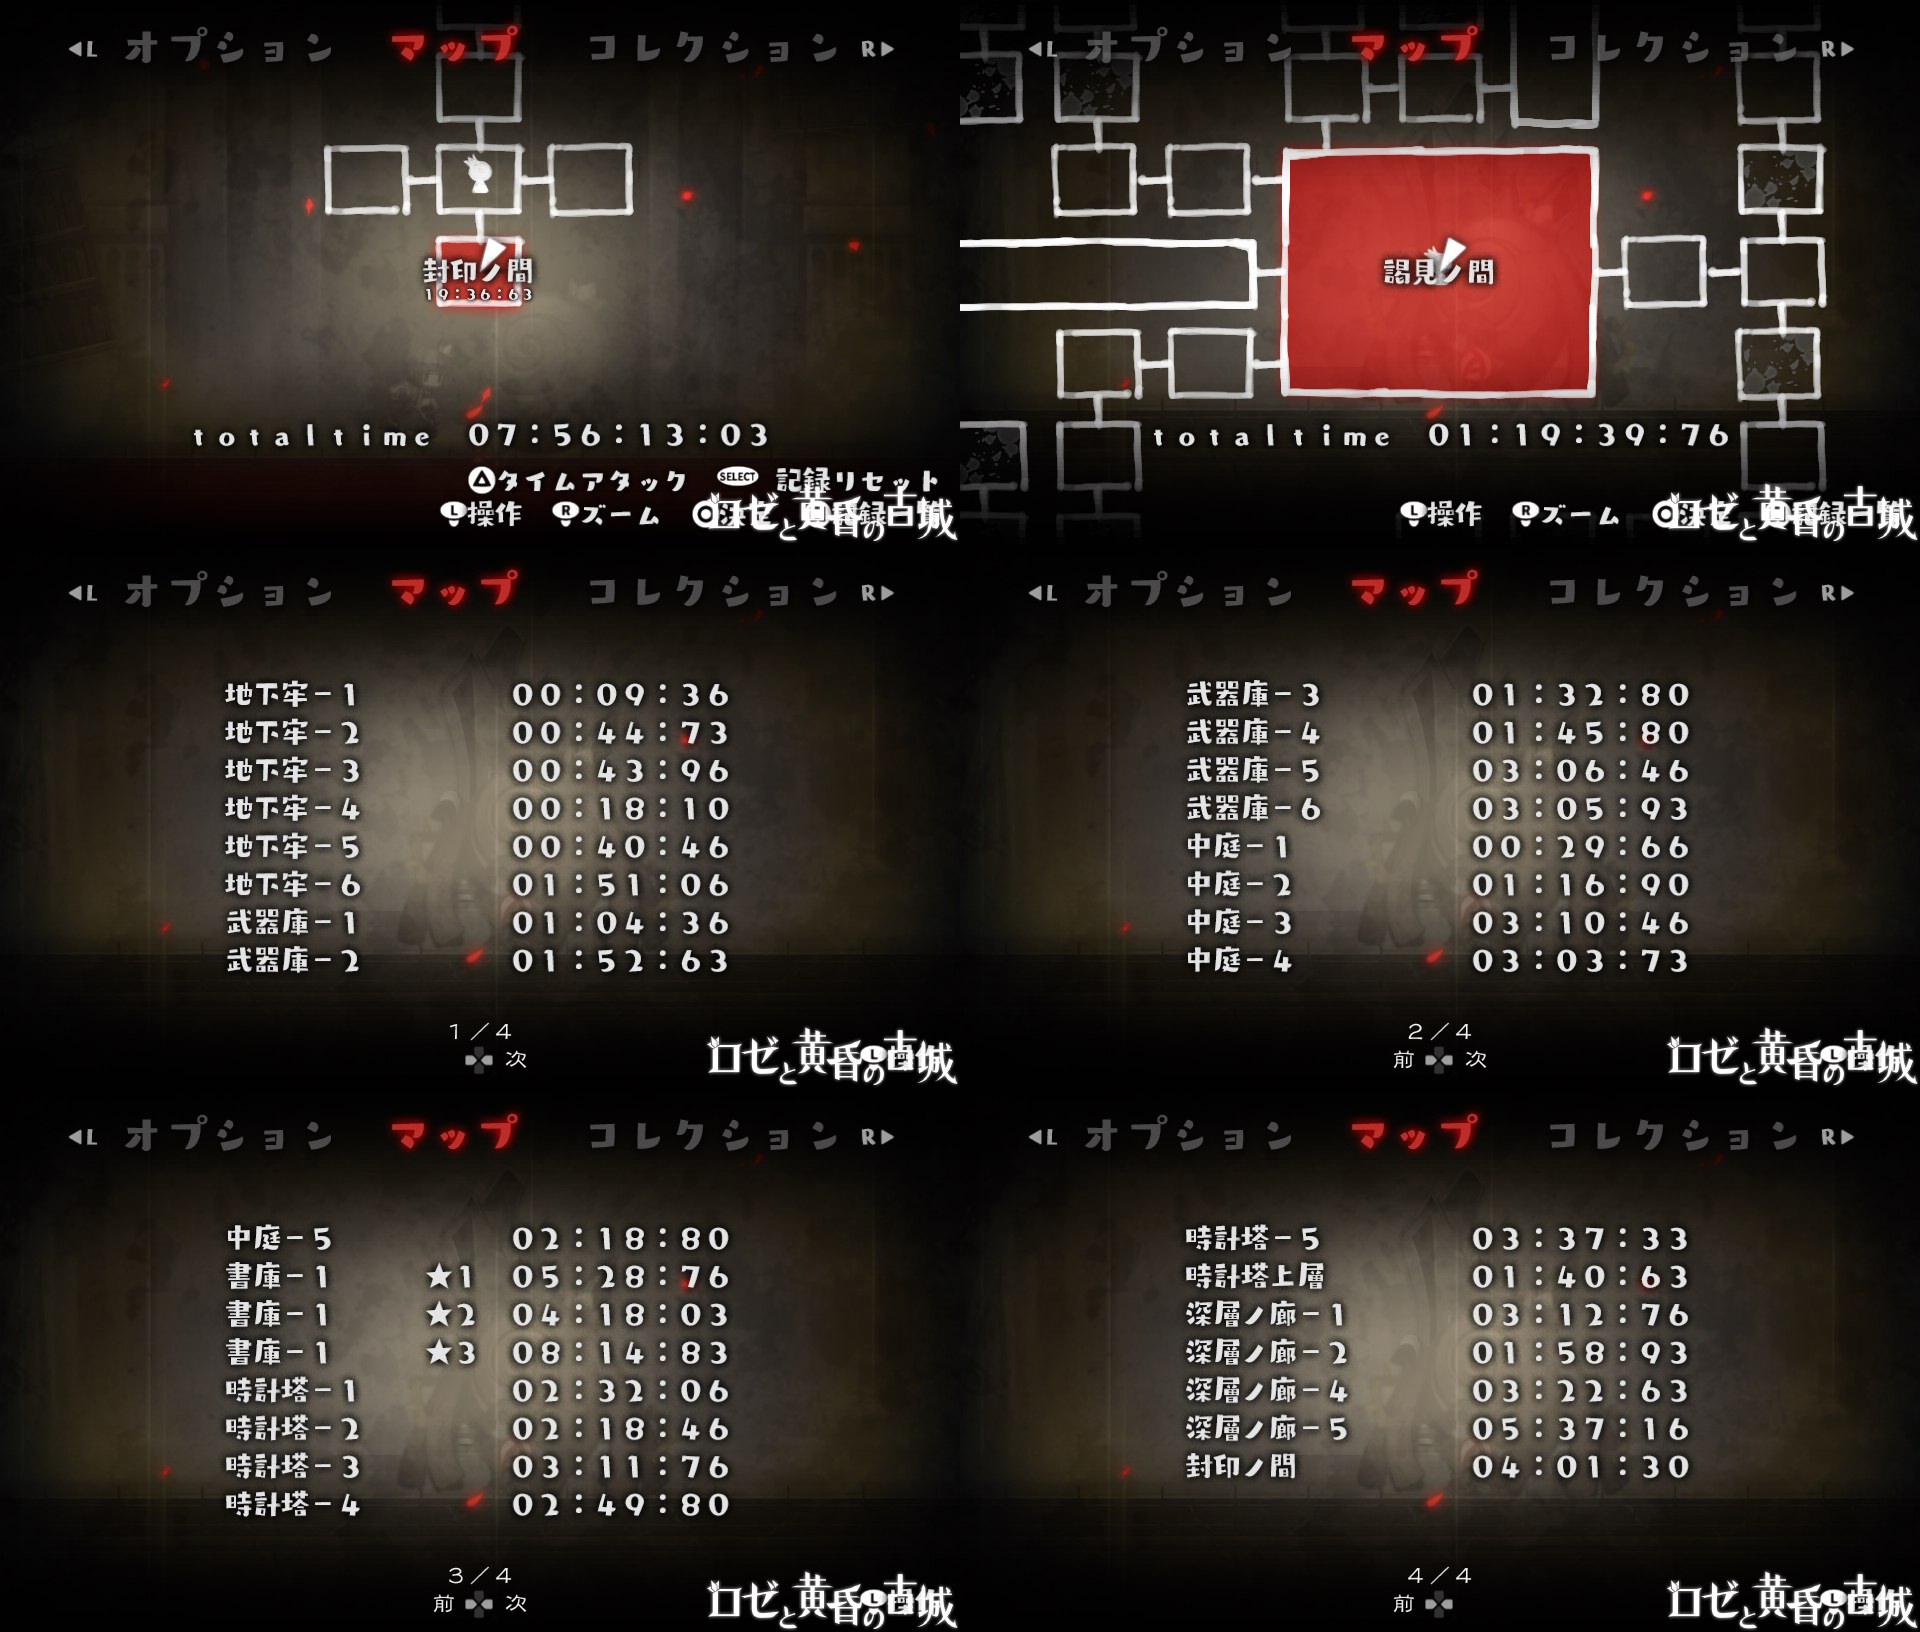 L オプション マップ コレクション R
封印ノ間
19:36:63
totaltime 07:56:13:03
タイムアタック SELECT 記録リセット
L操作 Rズーム
ロゼと黄昏の古城
L オプション マップ コレクション R
謁見ノ間
totaltime 01:19:39:76
L操作 Rズーム
ロゼと黄昏の古城
L オプション マップ コレクション R
地下牢-1 00:09:36
地下牢-2 00:44:73
地下牢-3 00:43:96
地下牢-4 00:18:10
地下牢-5 00:40:46
地下牢-6 01:51:06
武器庫-1 01:04:36
武器庫-2 01:52:63
1/4
次
ロゼと黄昏の古城
L オプション マップ コレクション R
武器庫-3 01:32:80
武器庫-4 01:45:80
武器庫-5 03:06:46
武器庫-6 03:05:93
中庭-1 00:29:66
中庭-2 01:16:90
中庭-3 03:10:46
中庭-4 03:03:73
2/4
前 次
ロゼと黄昏の古城
L オプション マップ コレクション R
中庭-5 02:18:80
書庫-1 ★1 05:28:76
書庫-1 ★2 04:18:03
書庫-1 ★3 08:14:83
時計塔-1 02:32:06
時計塔-2 02:18:46
時計塔-3 03:11:76
時計塔-4 02:49:80
3/4
前 次
ロゼと黄昏の古城
L オプション マップ コレクション R
時計塔-5 03:37:33
時計塔上層 01:40:63
深層ノ廊-1 03:12:76
深層ノ廊-2 01:58:93
深層ノ廊-4 03:22:63
深層ノ廊-5 05:37:16
封印ノ間 04:01:30
4/4
前
ロゼと黄昏の古城